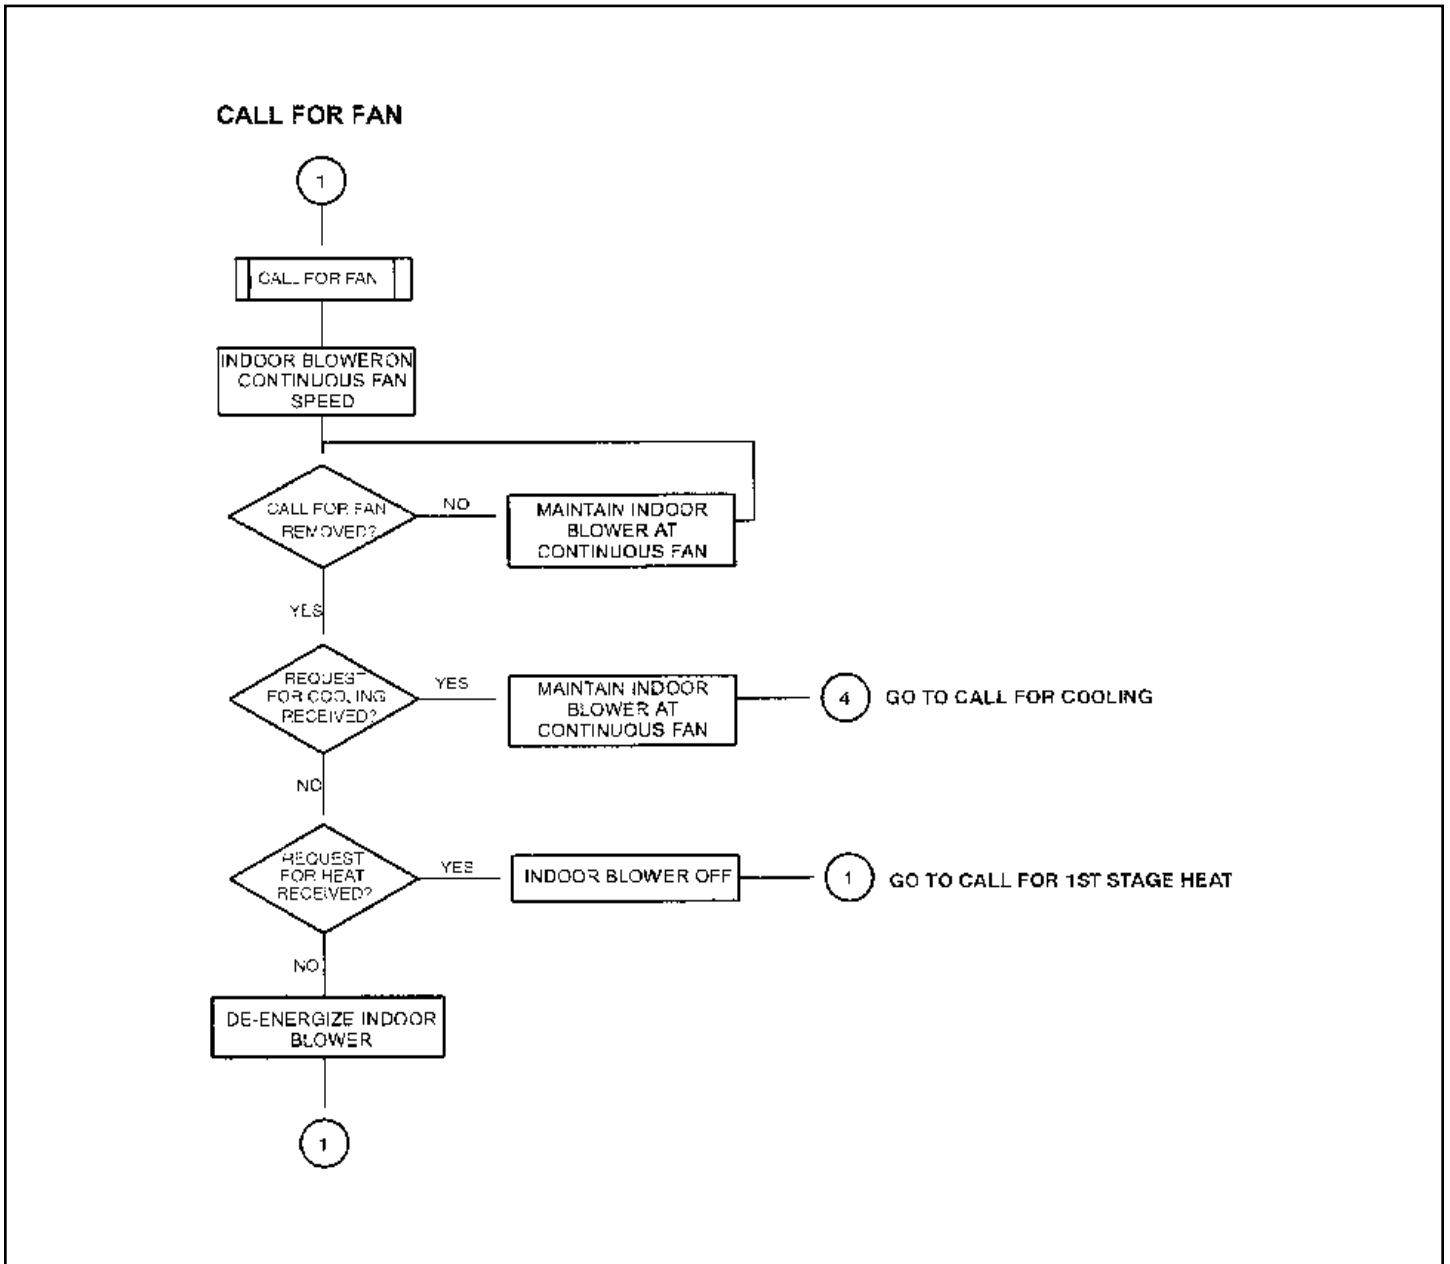 CALL FOR FAN
1
CALL FOR FAN
INDOOR BLOWER ON
CONTINUOUS FAN
SPEED
CALL FOR FAN
REMOVED?
NO
MAINTAIN INDOOR
BLOWER AT
CONTINUOUS FAN
YES
REQUEST
FOR COOLING
RECEIVED?
YES
MAINTAIN INDOOR
BLOWER AT
CONTINUOUS FAN
4
GO TO CALL FOR COOLING
NO
REQUEST
FOR HEAT
RECEIVED?
YES
INDOOR BLOWER OFF
1
GO TO CALL FOR 1ST STAGE HEAT
NO
DE-ENERGIZE INDOOR
BLOWER
1